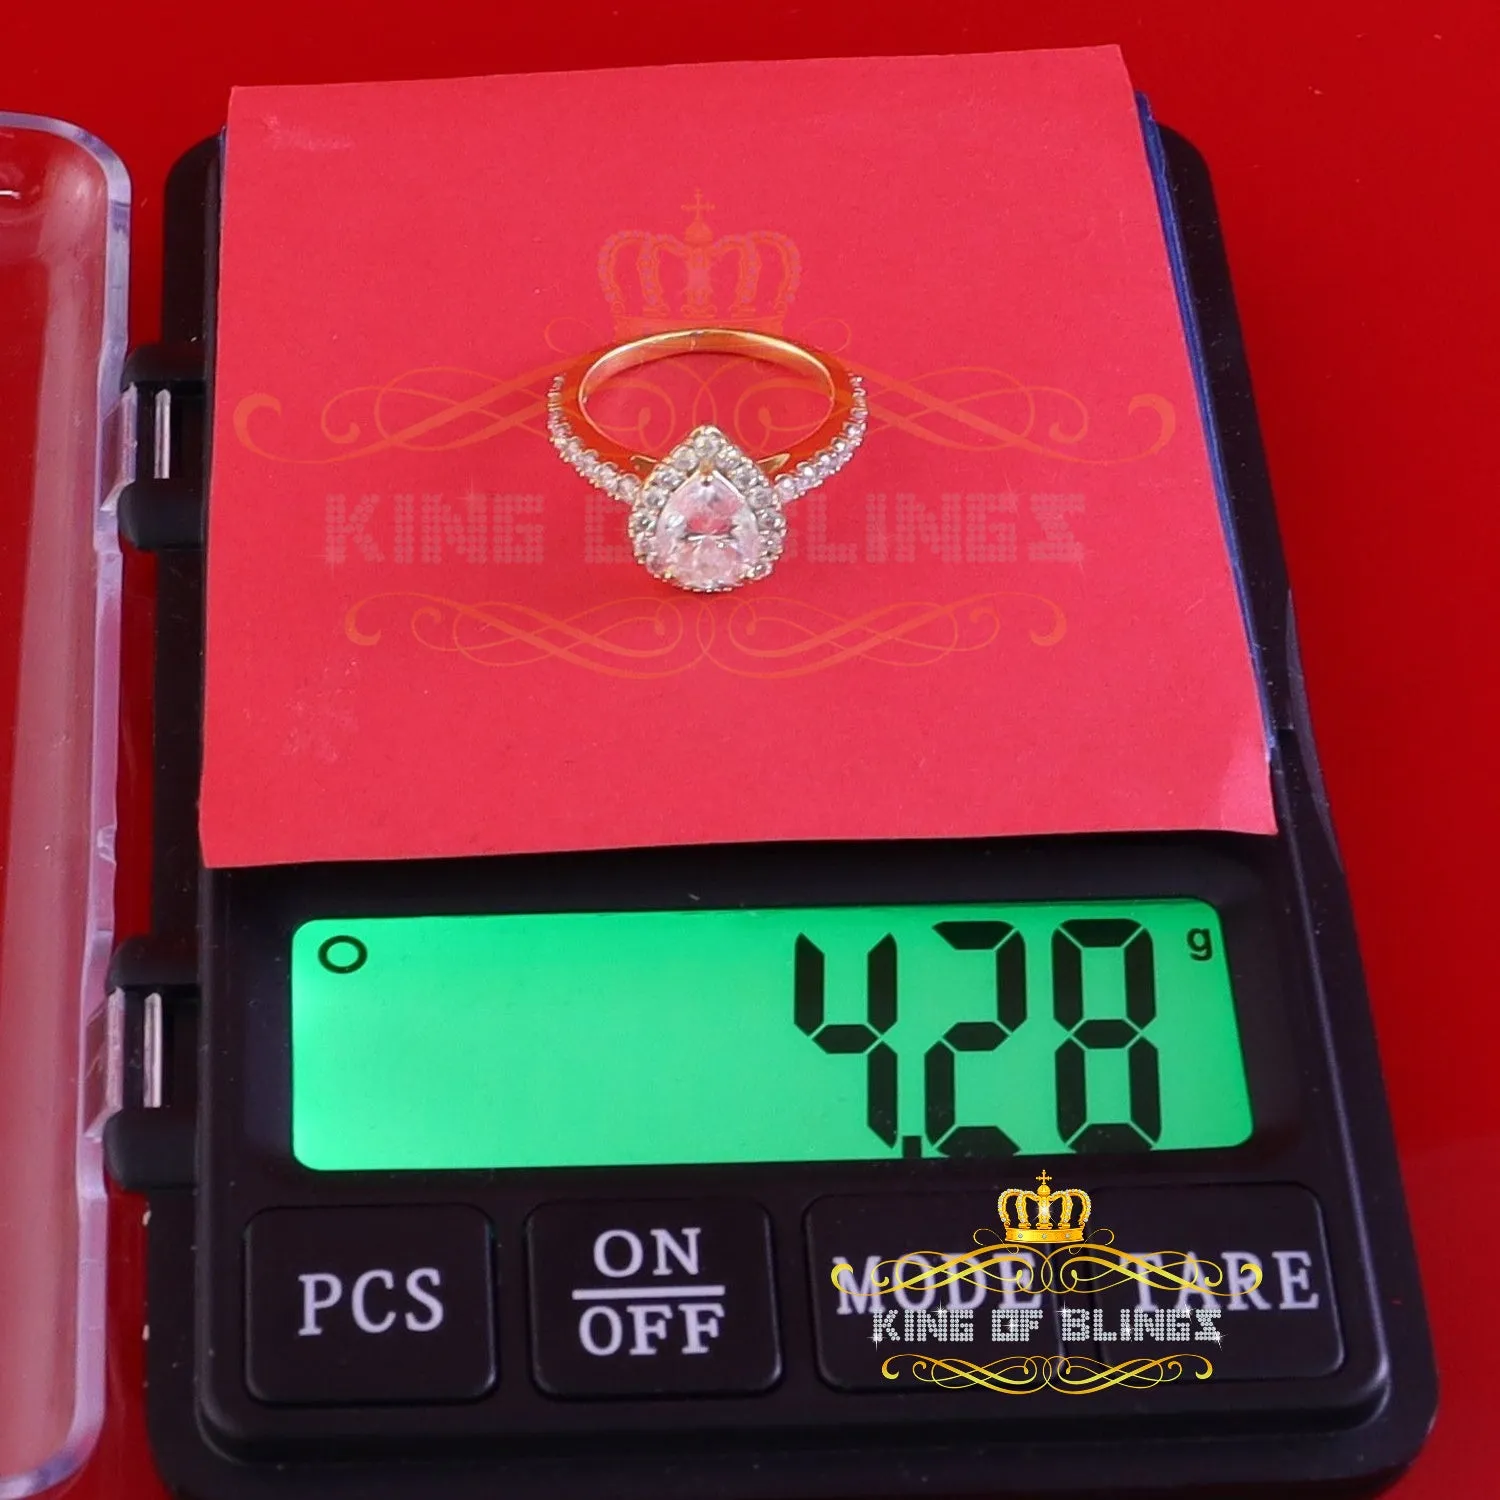 KING OF BLINGS
4.28 g
PCS
ON
OFF
MODE
TARE
KING OF BLINGS